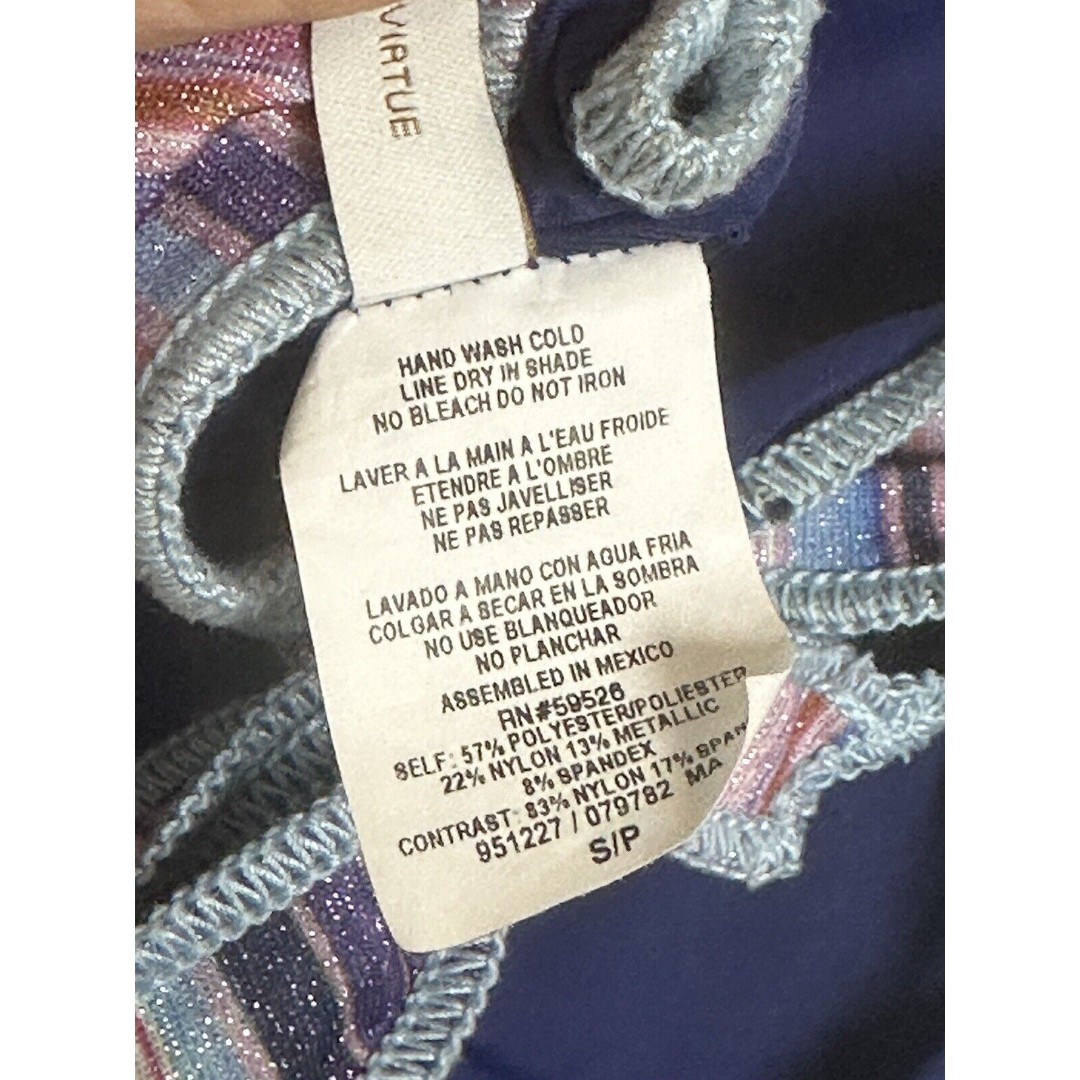 VIRTUE
HAND WASH COLD
LINE DRY IN SHADE
NO BLEACH DO NOT IRON
LAVER A LA MAIN A L'EAU FROIDE
ETENDRE A L'OMBRE
NE PAS JAVELLISER
NE PAS REPASSER
LAVADO A MANO CON AGUA FRIA
COLGAR A SECAR EN LA SOMBRA
NO USE BLANQUEADOR
NO PLANCHAR
ASSEMBLED IN MEXICO
RN#59526
SELF: 57% POLYESTER/POLIESTER
22% NYLON 13% METALLIC
8% SPANDEX
CONTRAST: 83% NYLON 17% SPAN
951227 / 079782 MA
S/P